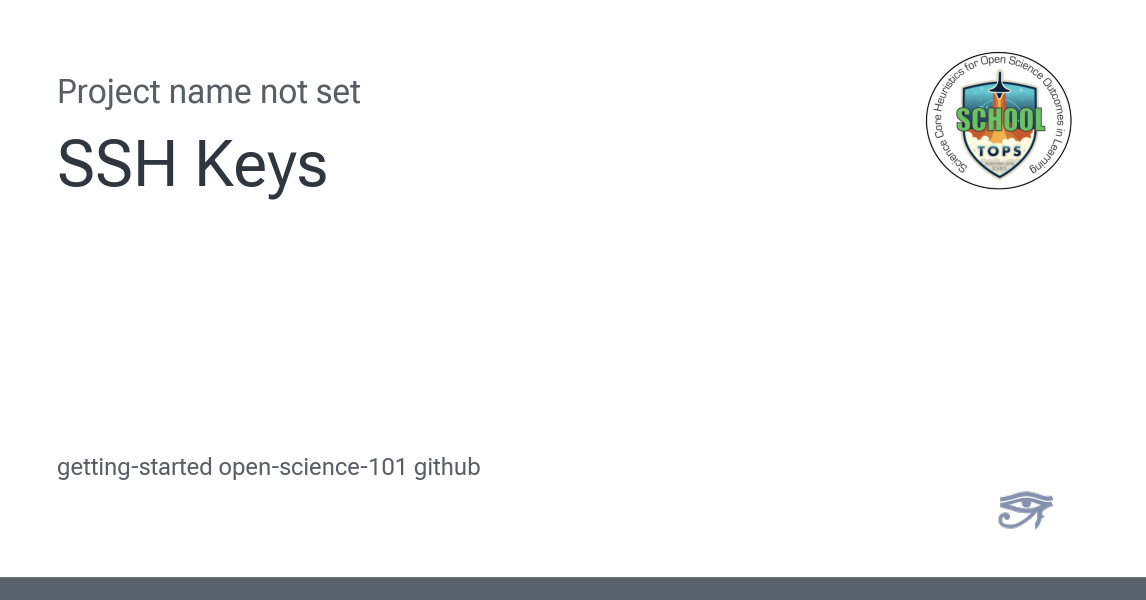 Project name not set
SSH Keys
Science Core Heuristics for Open Science Outcomes in Learning
SCHOOL
TOPS
getting-started open-science-101 github